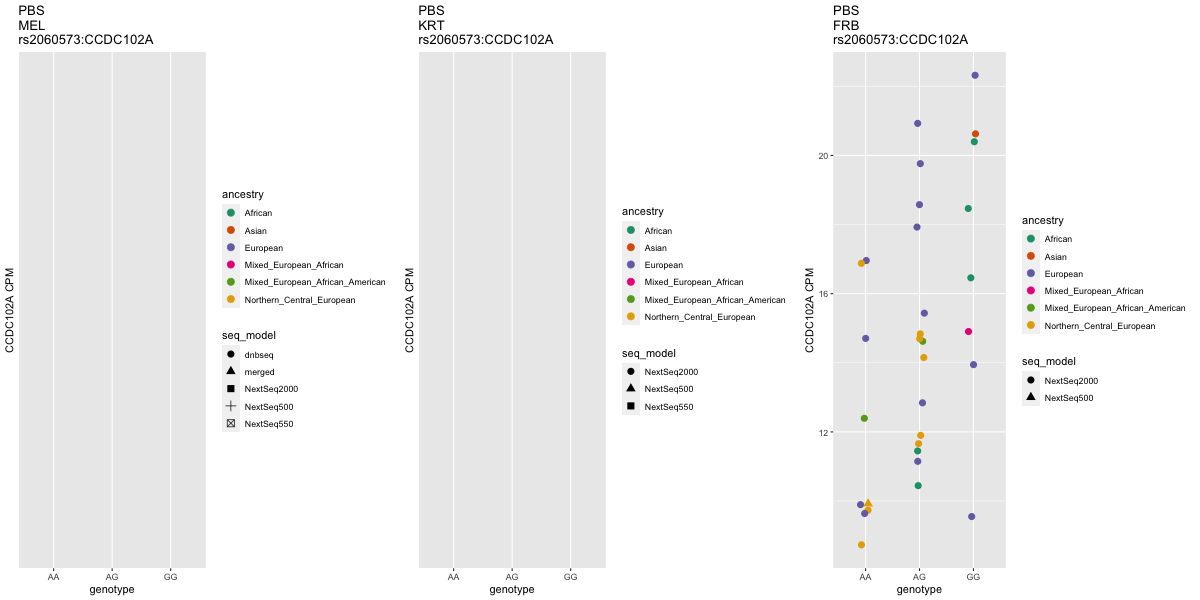 PBS
MEL
rs2060573:CCDC102A
CCDC102A CPM
AA
AG
GG
genotype
ancestry
African
Asian
European
Mixed_European_African
Mixed_European_African_American
Northern_Central_European
seq_model
dnbseq
merged
NextSeq2000
NextSeq500
NextSeq550
PBS
KRT
rs2060573:CCDC102A
CCDC102A CPM
AA
AG
GG
genotype
ancestry
African
Asian
European
Mixed_European_African
Mixed_European_African_American
Northern_Central_European
seq_model
NextSeq2000
NextSeq500
NextSeq550
PBS
FRB
rs2060573:CCDC102A
CCDC102A CPM
20
16
12
AA
AG
GG
genotype
ancestry
African
Asian
European
Mixed_European_African
Mixed_European_African_American
Northern_Central_European
seq_model
NextSeq2000
NextSeq500